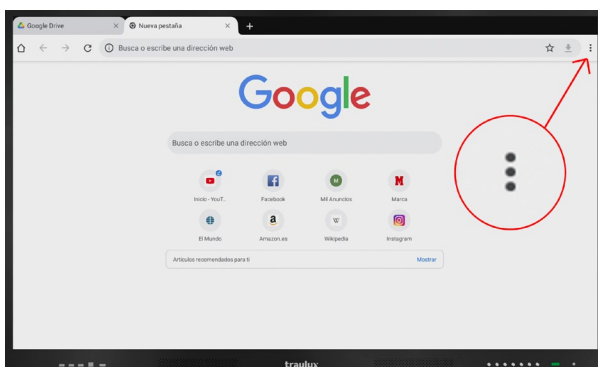 Google Drive
Nueva pestaña
Busca o escribe una dirección web
Google
Busca o escribe una dirección web
Inicio - YouT...
Facebook
Mil Anuncios
Marca
El Mundo
Amazon.es
Wikipedia
Instagram
Artículos recomendados para ti
Mostrar
traulux